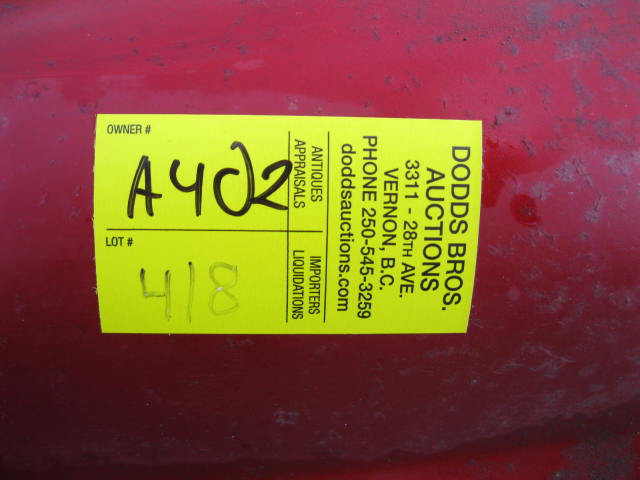 OWNER #
A402
LOT #
418
ANTIQUES
APPRAISALS
IMPORTERS
LIQUIDATIONS
DODDS BROS.
AUCTIONS
3311 - 28TH AVE.
VERNON, B.C.
PHONE 250-545-3259
doddsauctions.com